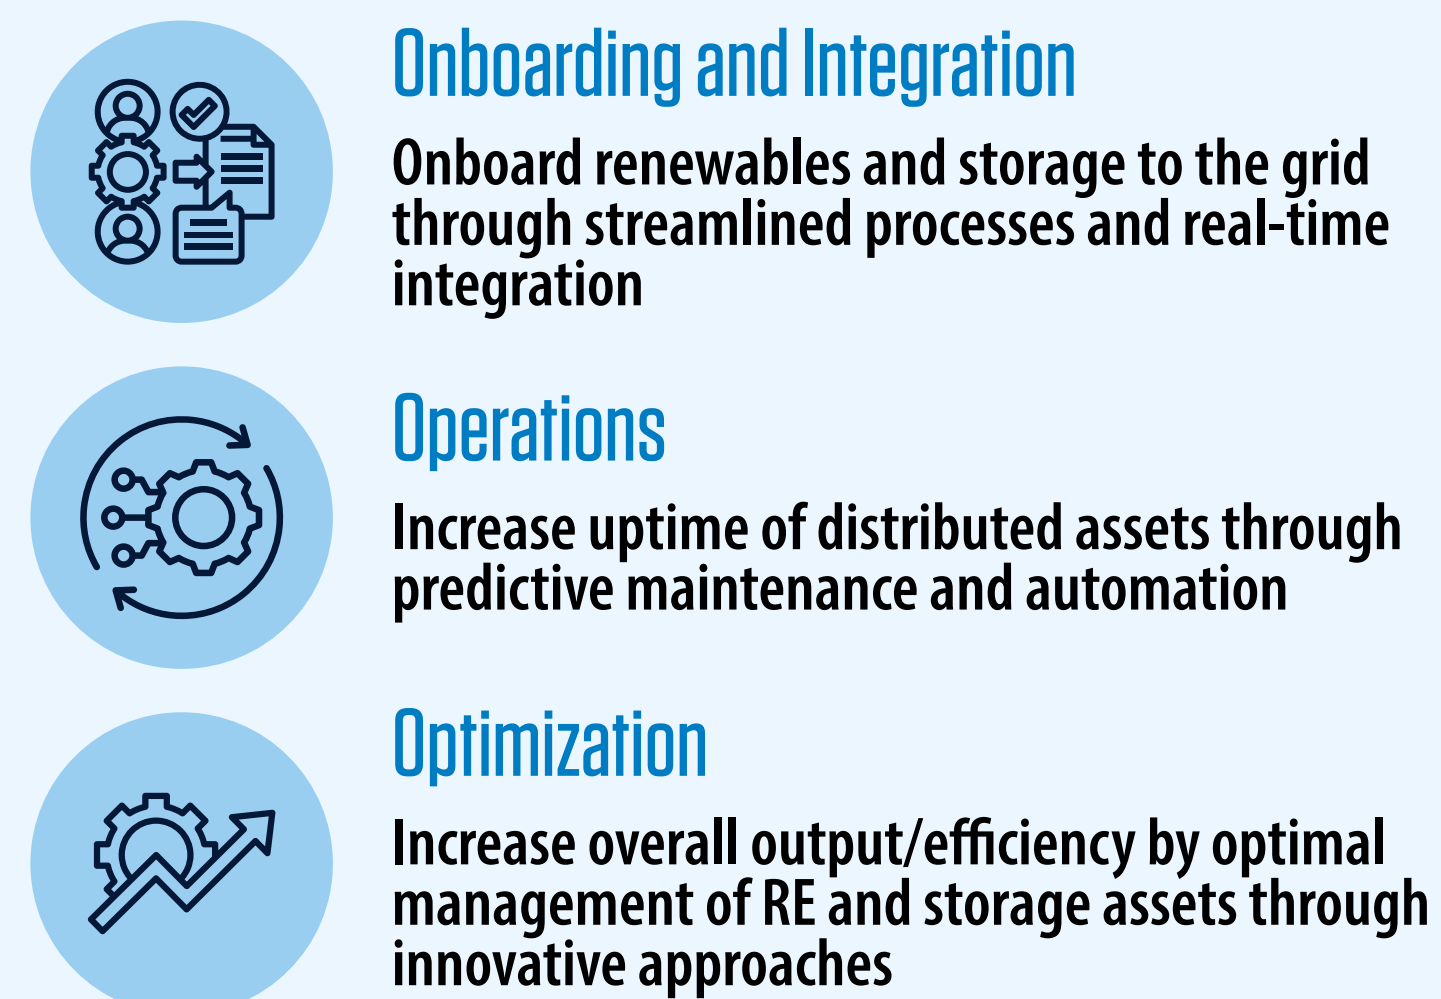 Onboarding and Integration
Onboard renewables and storage to the grid
through streamlined processes and real-time
integration
Operations
Increase uptime of distributed assets through
predictive maintenance and automation
Optimization
Increase overall output/efficiency by optimal
management of RE and storage assets through
innovative approaches